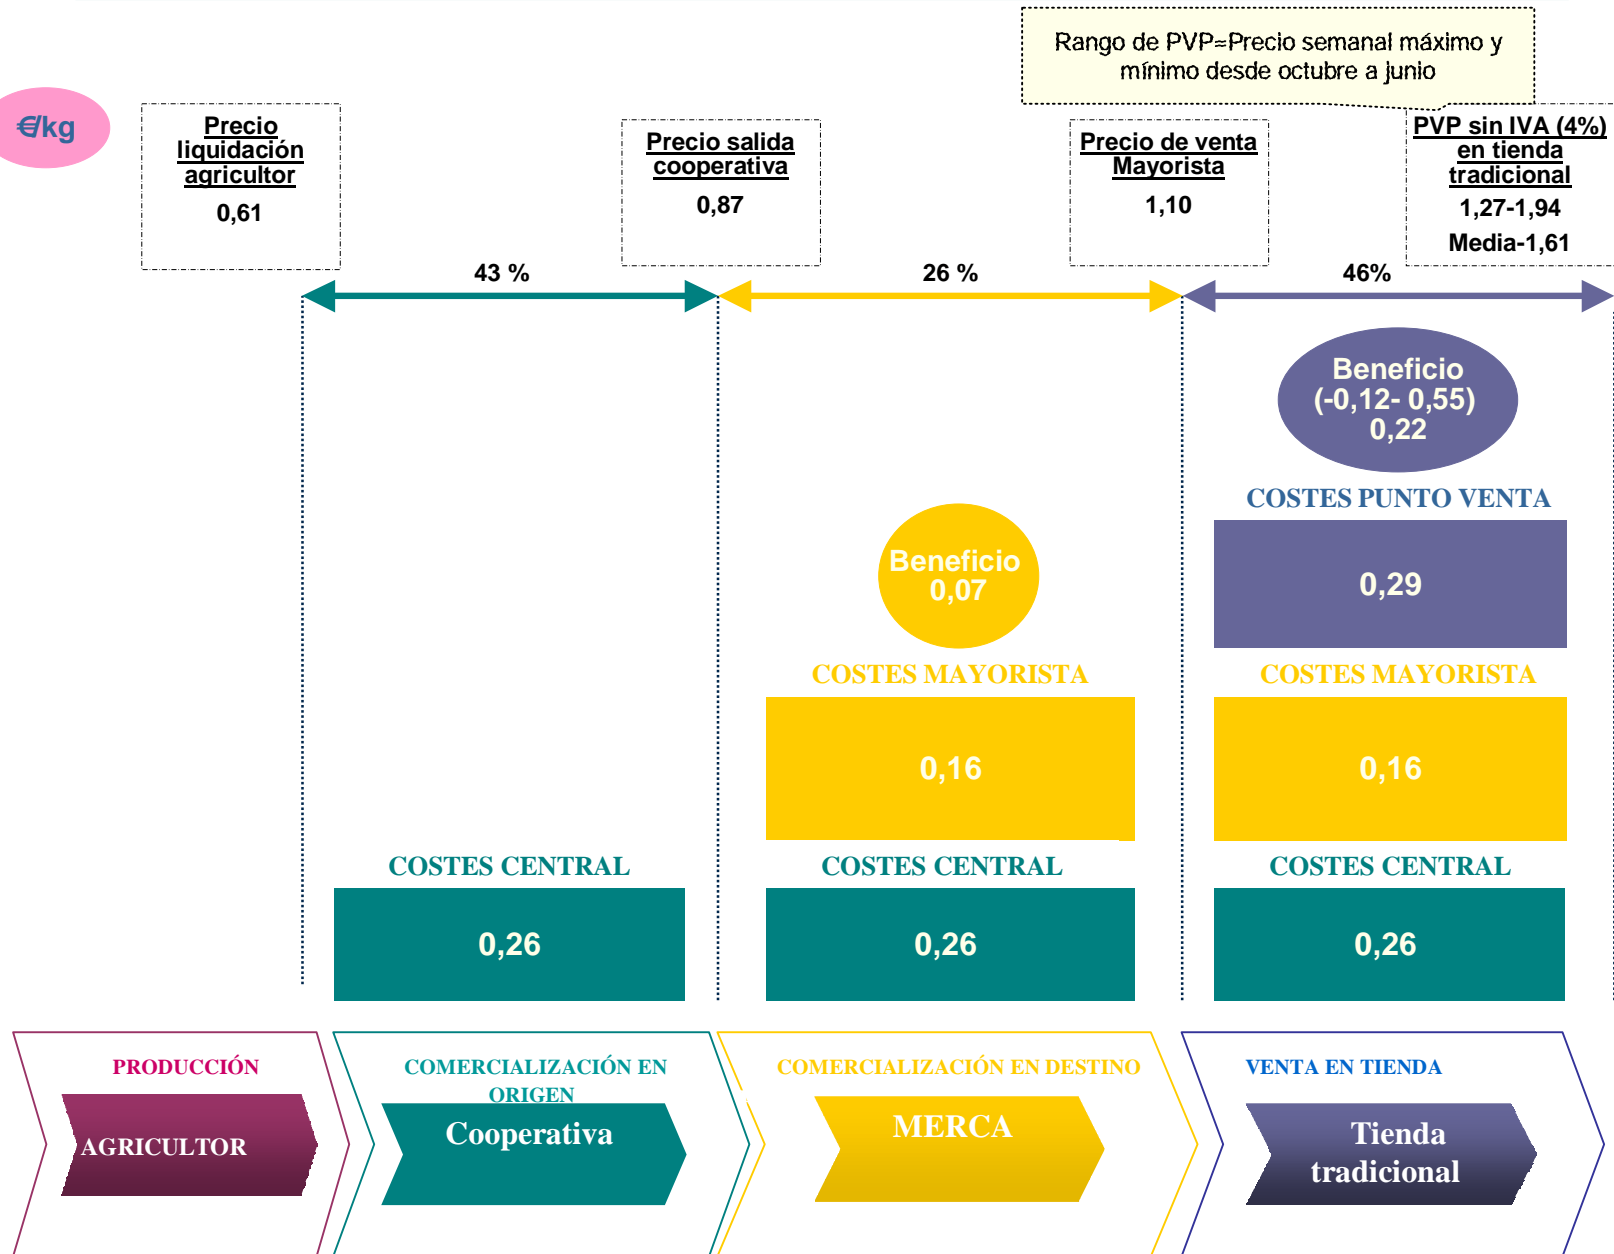 Rango de PVP=Precio semanal máximo y
mínimo desde octubre a junio
€/kg
Precio
liquidación
agricultor
0,61
Precio salida
cooperativa
0,87
Precio de venta
Mayorista
1,10
PVP sin IVA (4%)
en tienda
tradicional
1,27-1,94
Media-1,61
43 %
26 %
46%
Beneficio
(-0,12- 0,55)
0,22
COSTES PUNTO VENTA
0,29
Beneficio
0,07
COSTES MAYORISTA
0,16
COSTES MAYORISTA
0,16
COSTES CENTRAL
0,26
COSTES CENTRAL
0,26
COSTES CENTRAL
0,26
PRODUCCIÓN
AGRICULTOR
COMERCIALIZACIÓN EN
ORIGEN
Cooperativa
COMERCIALIZACIÓN EN DESTINO
MERCA
VENTA EN TIENDA
Tienda
tradicional